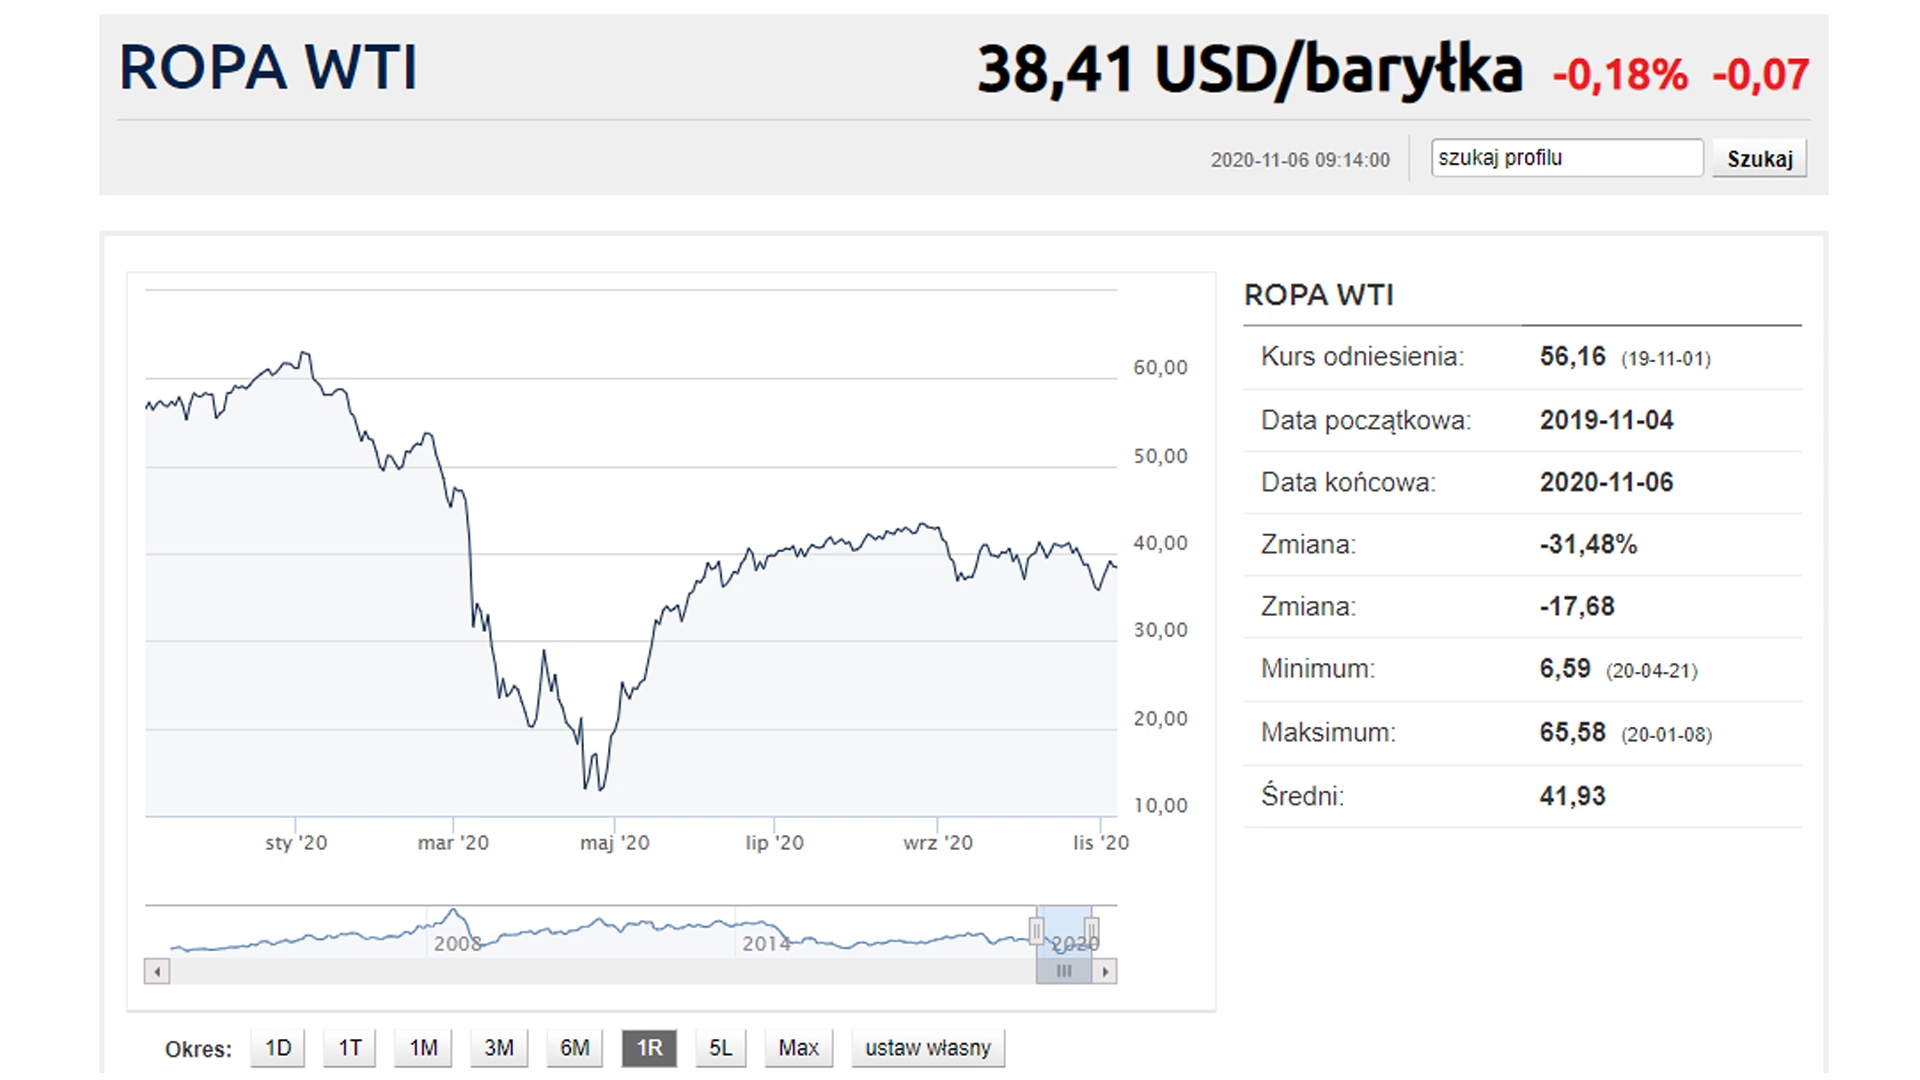 ROPA WTI
38,41 USD/baryłka -0,18% -0,07
2020-11-06 09:14:00
szukaj profilu
Szukaj
60,00
50,00
40,00
30,00
20,00
10,00
sty '20 mar '20 maj '20 lip '20 wrz '20 lis '20
2008 2014 2020
Okres: 1D 1T 1M 3M 6M 1R 5L Max ustaw własny
ROPA WTI
Kurs odniesienia: 56,16 (19-11-01)
Data początkowa: 2019-11-04
Data końcowa: 2020-11-06
Zmiana: -31,48%
Zmiana: -17,68
Minimum: 6,59 (20-04-21)
Maksimum: 65,58 (20-01-08)
Średni: 41,93